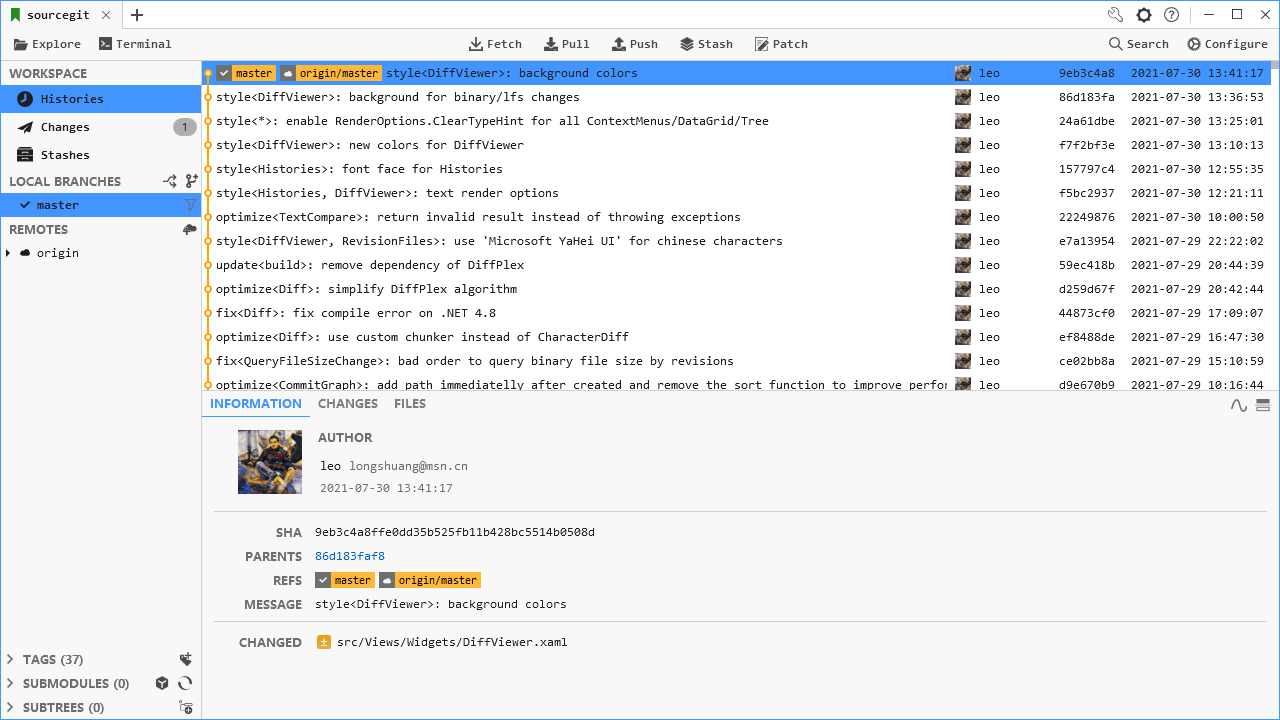 sourcegit
Explore Terminal Fetch Pull Push Stash Patch Search Configure
WORKSPACE
Histories
Changes 1
Stashes
LOCAL BRANCHES
master
REMOTES
origin
TAGS (37)
SUBMODULES (0)
SUBTREES (0)
master origin/master style<DiffViewer>: background colors leo 9eb3c4a8 2021-07-30 13:41:17
style<DiffViewer>: background for binary/lfs changes leo 86d183fa 2021-07-30 13:31:53
style<*>: enable RenderOptions.ClearTypeHint for all ContextMenus/DataGrid/Tree leo 24a61dbe 2021-07-30 13:25:01
style<DiffViewer>: new colors for DiffViewer leo f7f2bf3e 2021-07-30 13:17:13
style<Histories>: font face for Histories leo 157797c4 2021-07-30 12:55:35
style<Histories, DiffViewer>: text render options leo f5bc2937 2021-07-30 12:51:11
optimize<TextCompare>: return invalid result instead of throwing exceptions leo 22249876 2021-07-30 10:00:50
style<DiffViewer, RevisionFiles>: use 'Microsoft YaHei UI' for chinese characters leo e7a13954 2021-07-29 22:22:02
update<Build>: remove dependency of DiffPlex leo 59ec418b 2021-07-29 20:49:39
optimize<Diff>: simplify DiffPlex algorithm leo d259d67f 2021-07-29 20:42:44
fix<Diff>: fix compile error on .NET 4.8 leo 44873cf0 2021-07-29 17:03:07
optimize<Diff>: use custom chunker instead of CharacterDiff leo ef8488de 2021-07-29 16:47:30
fix<QueryFileSizeChange>: bad order to query binary file size by revisions leo ce02bb8a 2021-07-29 15:10:59
optimize<CommitGraph>: add path immediatelly after created and remove the sort function to improve perfor leo d9e670b9 2021-07-29 10:16:44
INFORMATION CHANGES FILES
AUTHOR
leo longshuang@msn.cn
2021-07-30 13:41:17
SHA 9eb3c4a8ffe0dd35b525fb11b428bc5514b0508d
PARENTS 86d183faf8
REFS master origin/master
MESSAGE style<DiffViewer>: background colors
CHANGED src/Views/Widgets/DiffViewer.xaml